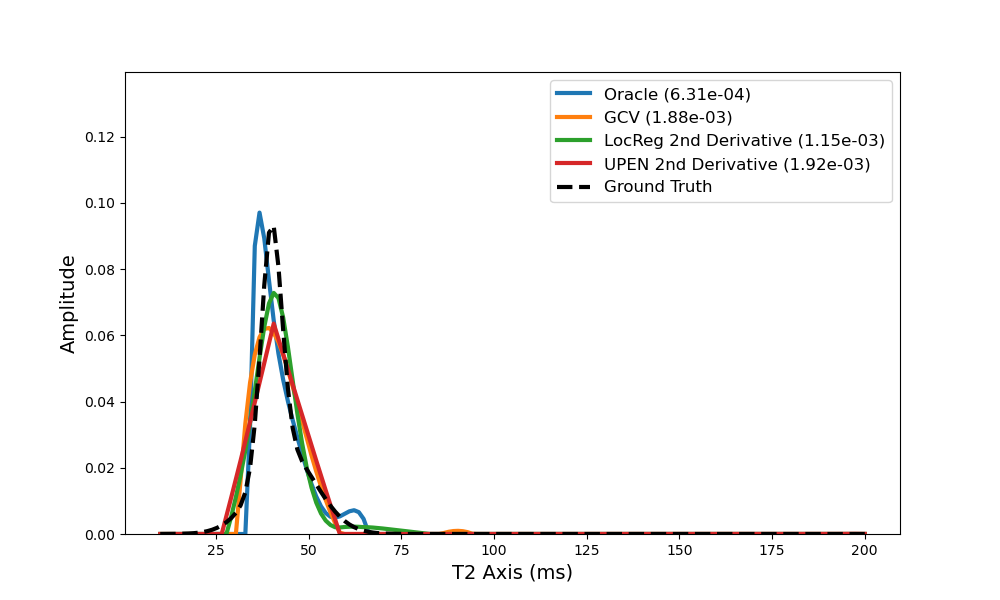 Oracle (6.31e-04)
GCV (1.88e-03)
LocReg 2nd Derivative (1.15e-03)
UPEN 2nd Derivative (1.92e-03)
Ground Truth
Amplitude
0.12
0.10
0.08
0.06
0.04
0.02
0.00
25 50 75 100 125 150 175 200
T2 Axis (ms)